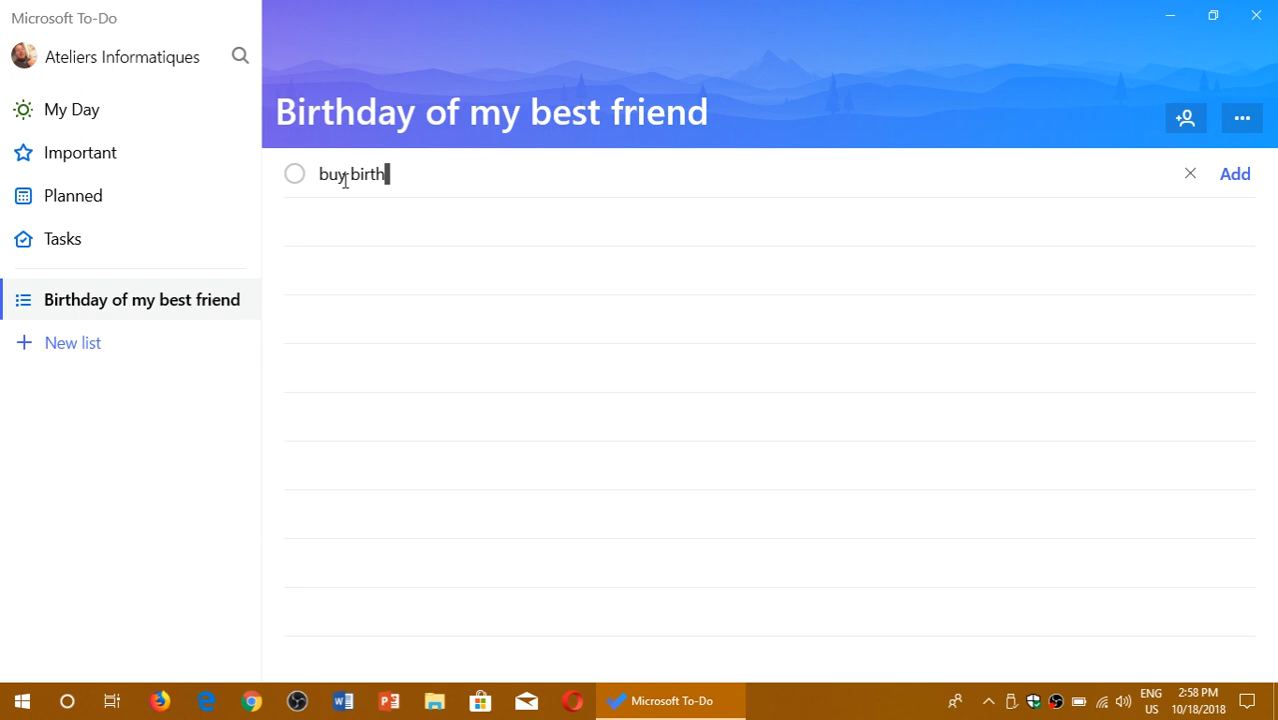 Microsoft To-Do
Ateliers Informatiques
My Day
Important
Planned
Tasks
Birthday of my best friend
New list
Birthday of my best friend
buy birth
Add
Microsoft To-Do
ENG
US
2:58 PM
10/18/2018